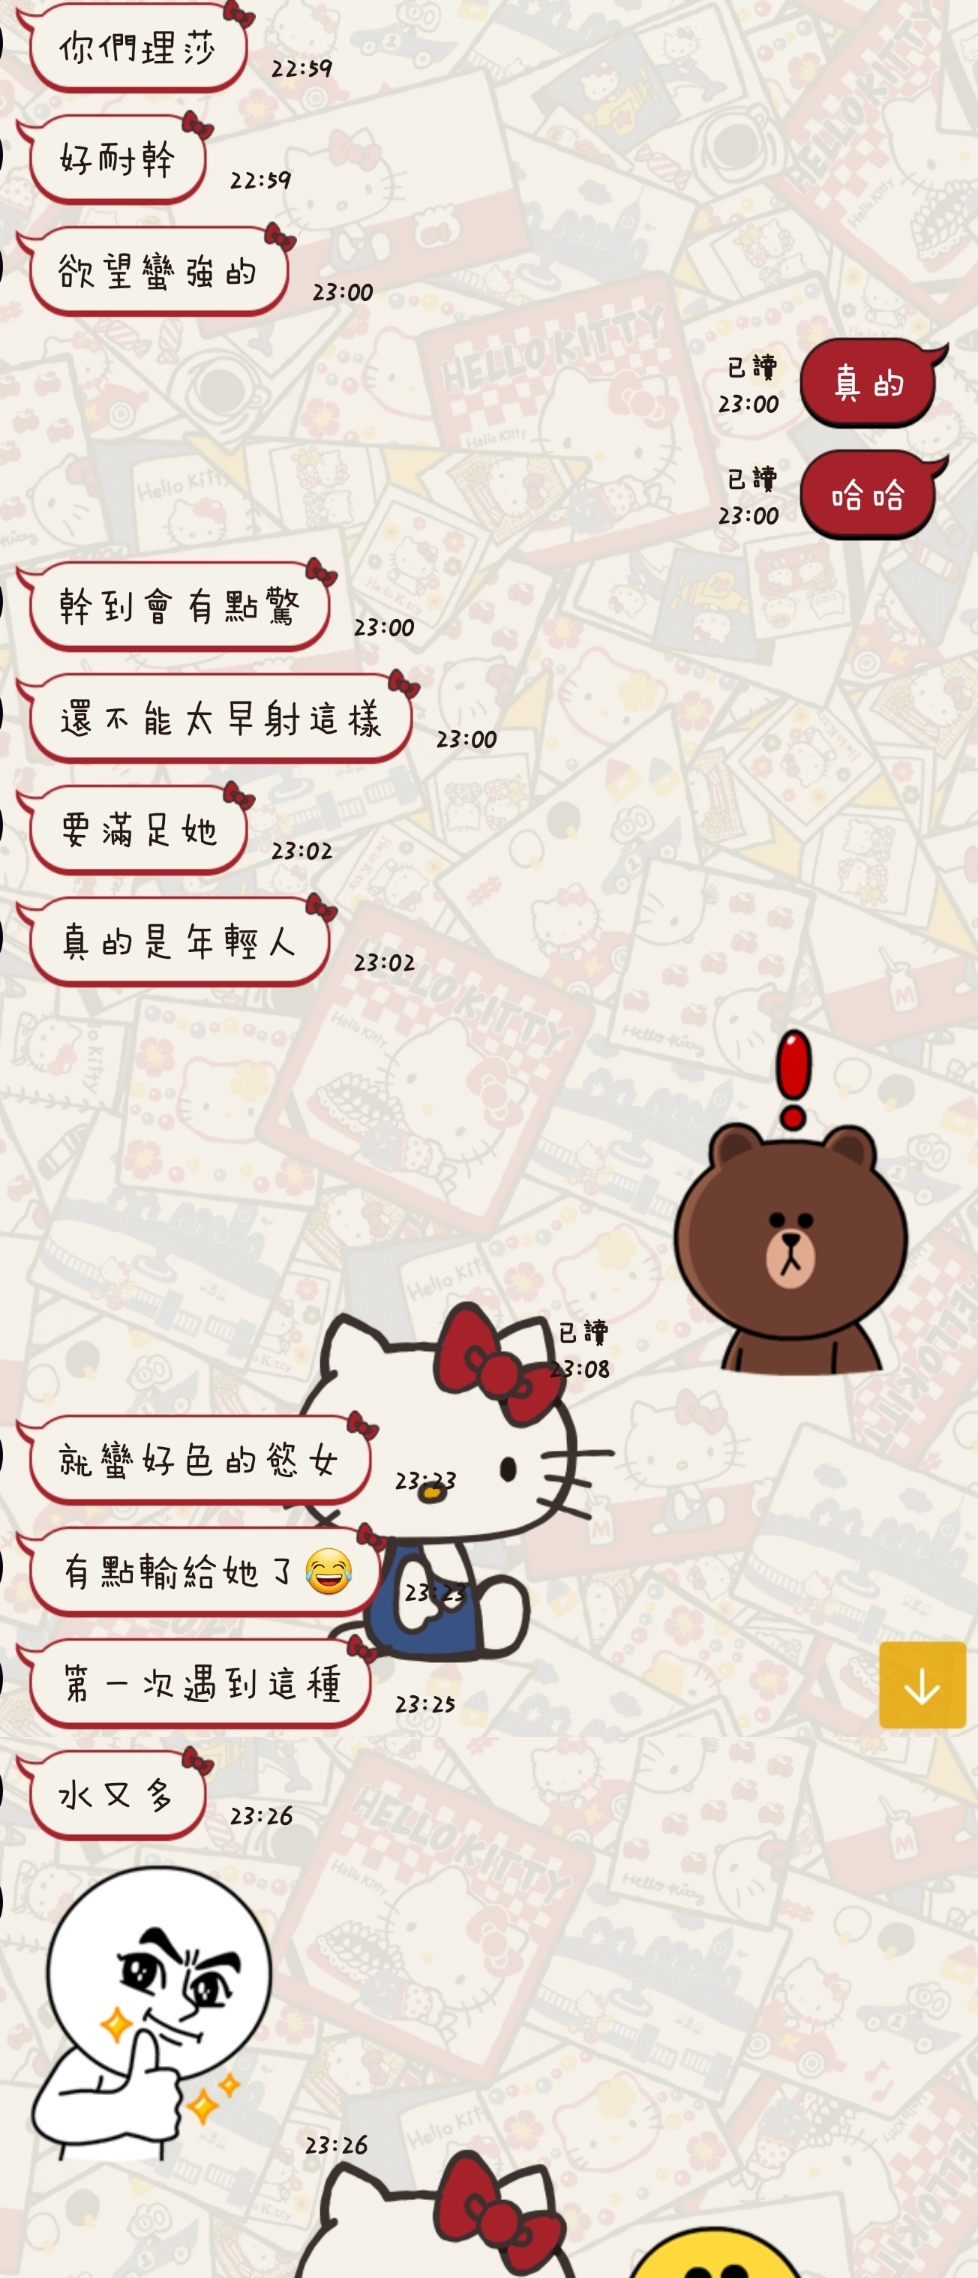 你們理莎
22:59
好耐幹
22:59
欲望蠻強的
23:00
已讀
23:00
真的
已讀
23:00
哈哈
幹到會有點驚
23:00
還不能太早射這樣
23:00
要滿足她
23:02
真的是年輕人
23:02
已讀
23:08
就蠻好色的慾女
23:23
有點輸給她了😂
23:23
第一次遇到這種
23:25
水又多
23:26
23:26
HELLO KITTY
Hello Kitty